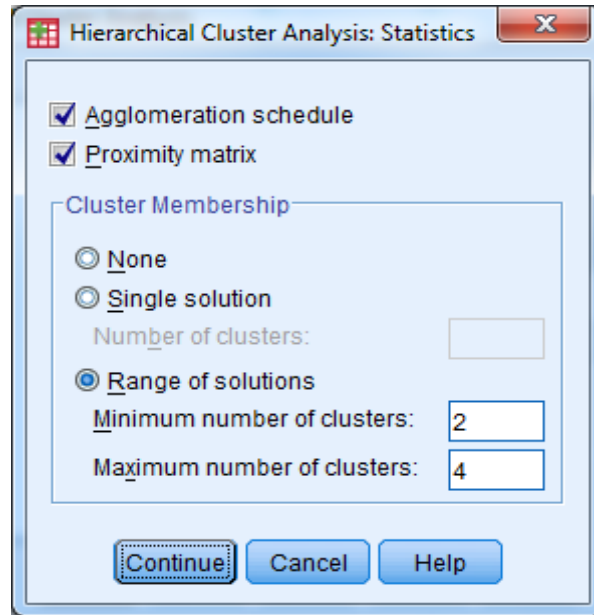 Hierarchical Cluster Analysis: Statistics
Agglomeration schedule
Proximity matrix
Cluster Membership
None
Single solution
Number of clusters:
Range of solutions
Minimum number of clusters: 2
Maximum number of clusters: 4
Continue Cancel Help